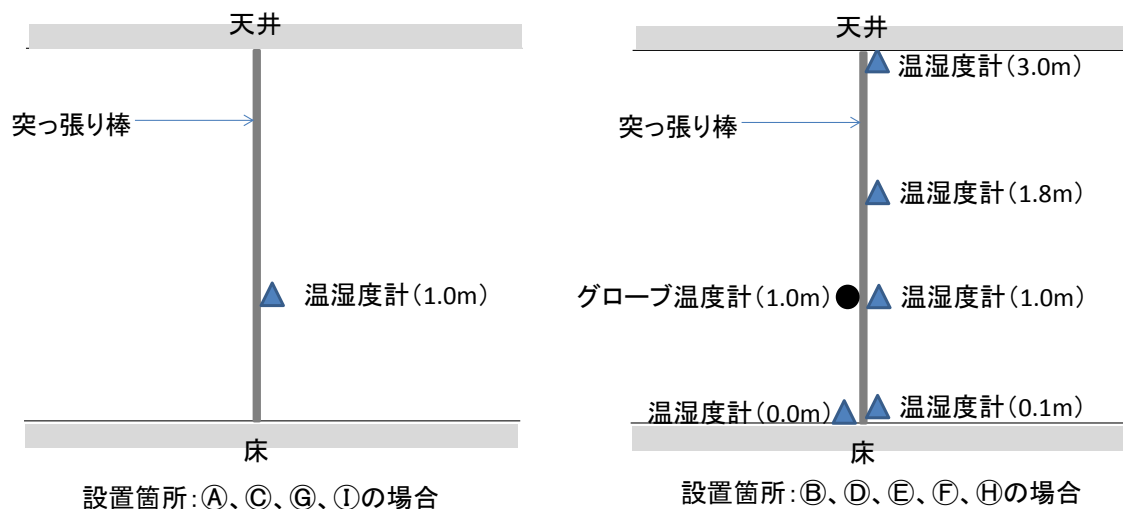 天井
突っ張り棒
温湿度計(1.0m)
床
設置箇所:Ⓐ、Ⓒ、Ⓖ、Ⓘの場合
天井
温湿度計(3.0m)
突っ張り棒
温湿度計(1.8m)
グローブ温度計(1.0m)
温湿度計(1.0m)
温湿度計(0.0m)
温湿度計(0.1m)
床
設置箇所:Ⓑ、Ⓓ、Ⓔ、Ⓕ、Ⓗの場合